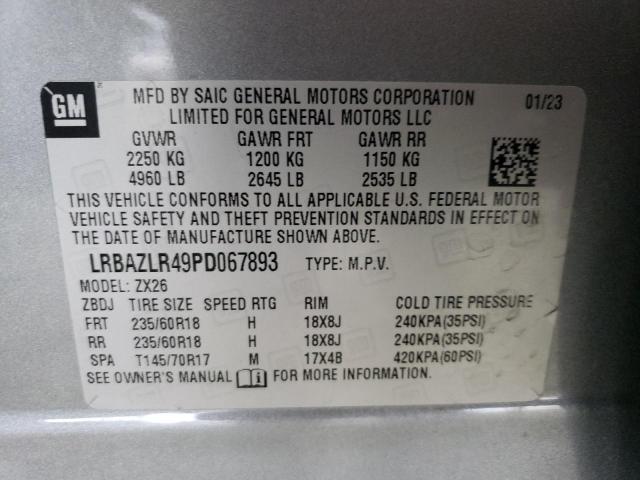 GM
MFD BY SAIC GENERAL MOTORS CORPORATION 01/23
LIMITED FOR GENERAL MOTORS LLC
GVWR GAWR FRT GAWR RR
2250 KG 1200 KG 1150 KG
4960 LB 2645 LB 2535 LB
THIS VEHICLE CONFORMS TO ALL APPLICABLE U.S. FEDERAL MOTOR
VEHICLE SAFETY AND THEFT PREVENTION STANDARDS IN EFFECT ON
THE DATE OF MANUFACTURE SHOWN ABOVE.
LRBAZLR49PD067893 TYPE: M.P.V.
MODEL: ZX26
ZBDJ TIRE SIZE SPEED RTG RIM COLD TIRE PRESSURE
FRT 235/60R18 H 18X8J 240KPA(35PSI)
RR 235/60R18 H 18X8J 240KPA(35PSI)
SPA T145/70R17 M 17X4B 420KPA(60PSI)
SEE OWNER'S MANUAL FOR MORE INFORMATION.